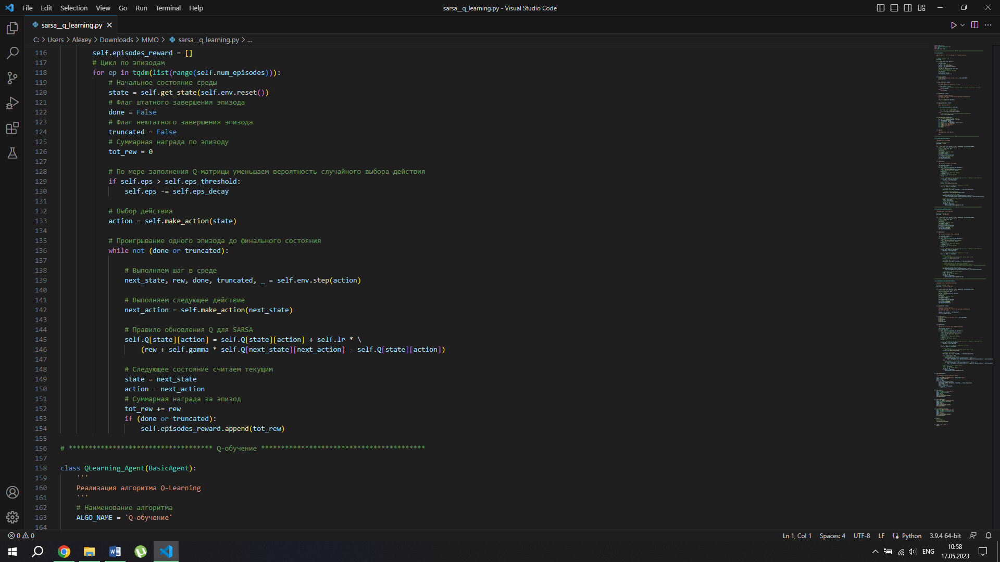 File Edit Selection View Go Run Terminal Help
sarsa__q_learning.py - Visual Studio Code
sarsa__q_learning.py
C: > Users > Alexey > Downloads > MMO > sarsa__q_learning.py > ...
116 self.episodes_reward = []
117 # Цикл по эпизодам
118 for ep in tqdm(list(range(self.num_episodes))):
119 # Начальное состояние среды
120 state = self.get_state(self.env.reset())
121 # Флаг штатного завершения эпизода
122 done = False
123 # Флаг нештатного завершения эпизода
124 truncated = False
125 # Суммарная награда по эпизоду
126 tot_rew = 0
127
128 # По мере заполнения Q-матрицы уменьшаем вероятность случайного выбора действия
129 if self.eps > self.eps_threshold:
130 self.eps -= self.eps_decay
131
132 # Выбор действия
133 action = self.make_action(state)
134
135 # Проигрывание одного эпизода до финального состояния
136 while not (done or truncated):
137
138 # Выполняем шаг в среде
139 next_state, rew, done, truncated, _ = self.env.step(action)
140
141 # Выполняем следующее действие
142 next_action = self.make_action(next_state)
143
144 # Правило обновления Q для SARSA
145 self.Q[state][action] = self.Q[state][action] + self.lr * \
146 (rew + self.gamma * self.Q[next_state][next_action] - self.Q[state][action])
147
148 # Следующее состояние считаем текущим
149 state = next_state
150 action = next_action
151 # Суммарная награда за эпизод
152 tot_rew += rew
153 if (done or truncated):
154 self.episodes_reward.append(tot_rew)
155
156 # ************************************ Q-обучение *****************************************
157
158 class QLearning_Agent(BasicAgent):
159 '''
160 Реализация алгоритма Q-Learning
161 '''
162 # Наименование алгоритма
163 ALGO_NAME = 'Q-обучение'
164
0 0
Ln 1, Col 1 Spaces: 4 UTF-8 LF Python 3.9.4 64-bit
ENG
10:58
17.05.2023